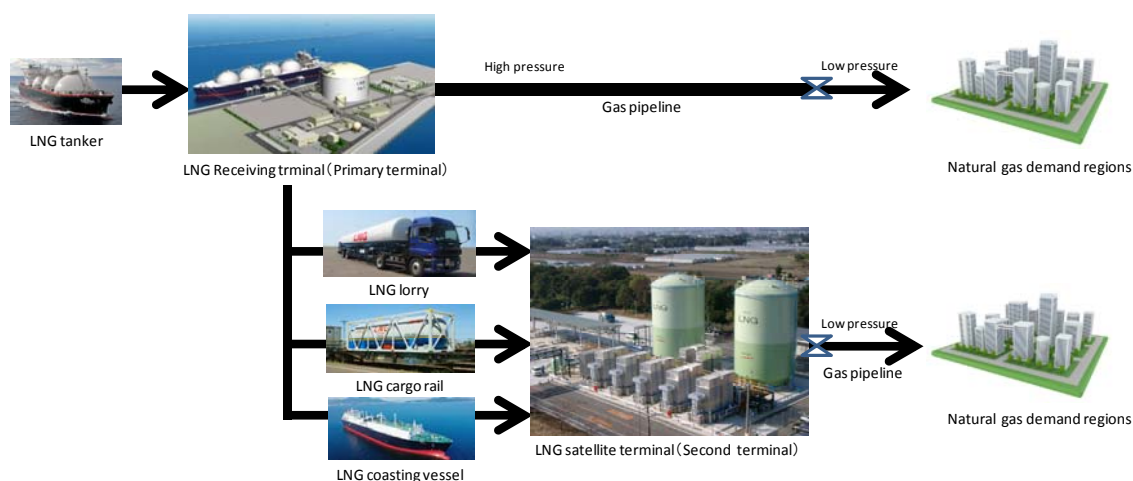 High pressure
Low pressure
Gas pipeline
LNG tanker
LNG Receiving trminal(Primary terminal)
Natural gas demand regions
LNG
LNG lorry
LNG
Low pressure
LNG cargo rail
Gas pipeline
Natural gas demand regions
LNG satellite terminal(Second terminal)
LNG coasting vessel